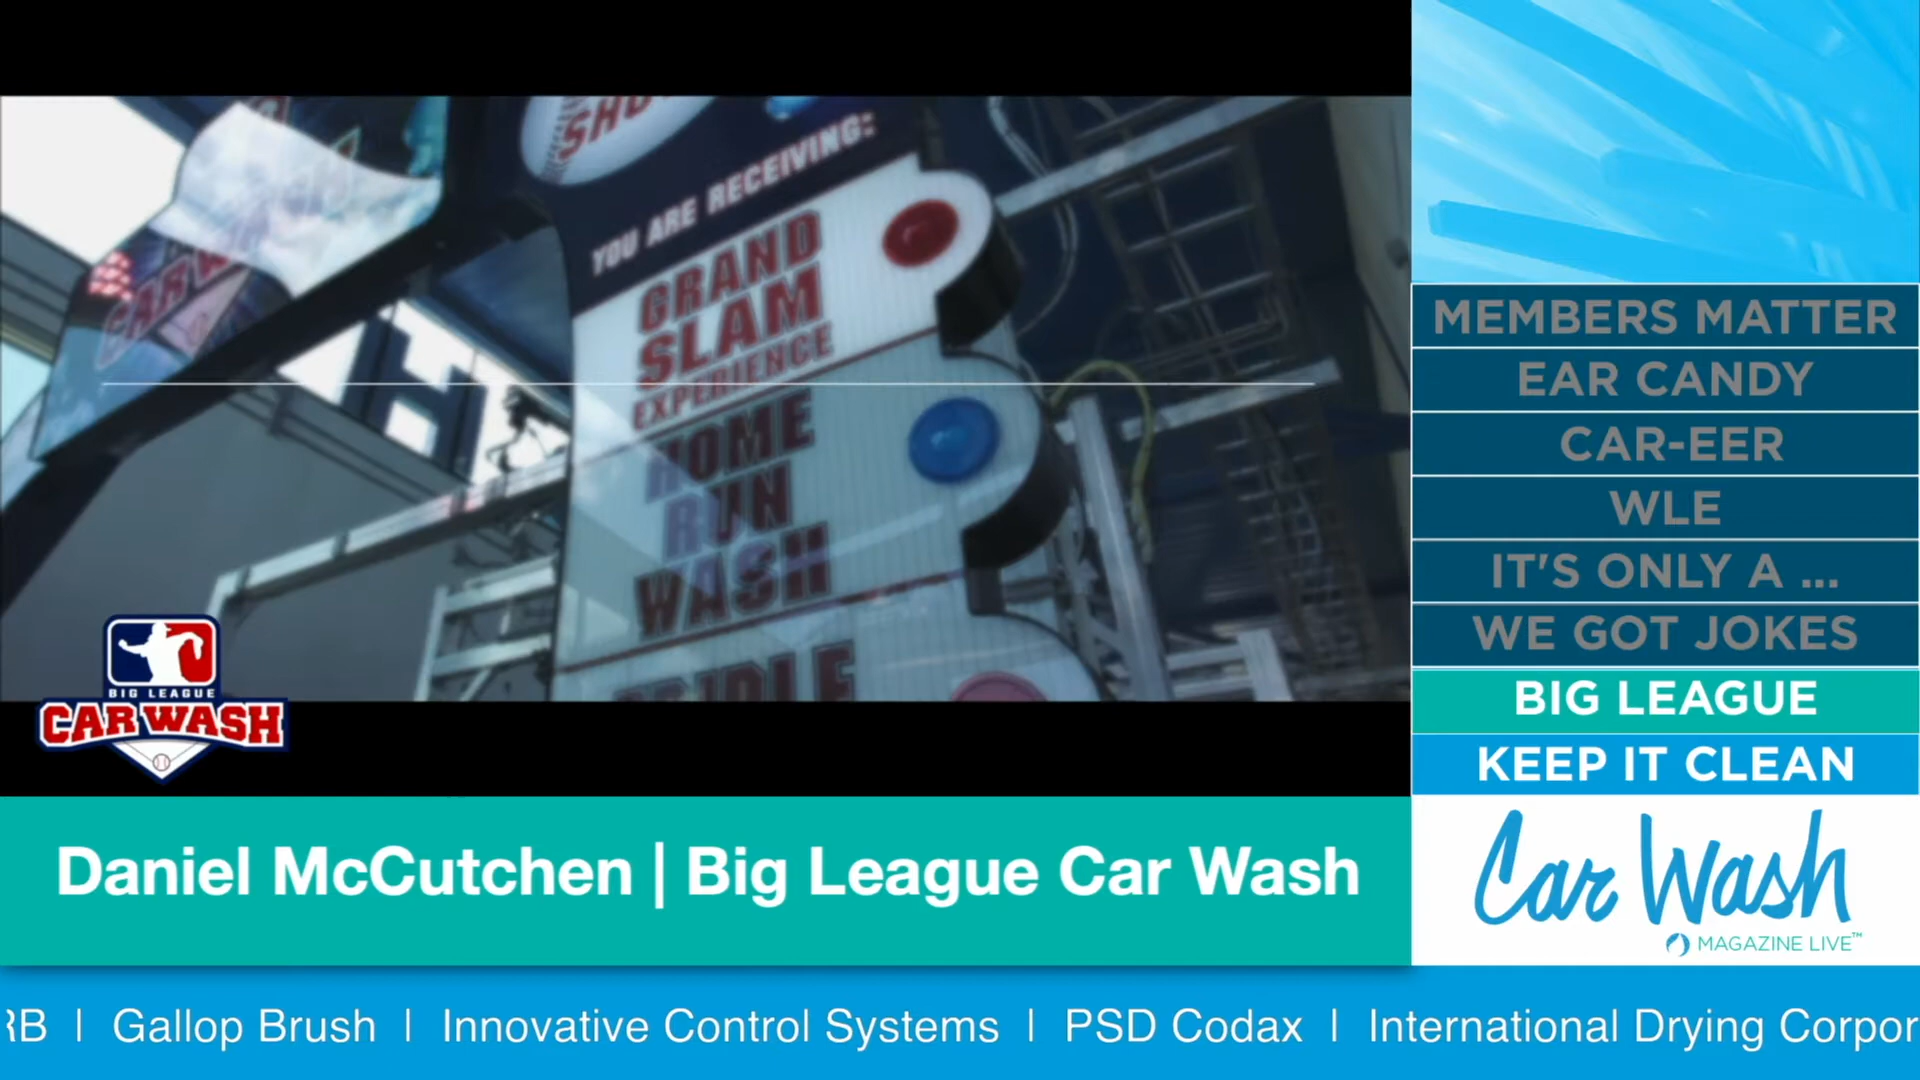 YOU ARE RECEIVING:
GRAND
SLAM
EXPERIENCE
HOME
RUN
WASH
BIG LEAGUE
CAR WASH
MEMBERS MATTER
EAR CANDY
CAR-EER
WLE
IT'S ONLY A ...
WE GOT JOKES
BIG LEAGUE
KEEP IT CLEAN
Car Wash
MAGAZINE LIVE™
Daniel McCutchen | Big League Car Wash
RB | Gallop Brush | Innovative Control Systems | PSD Codax | International Drying Corpor